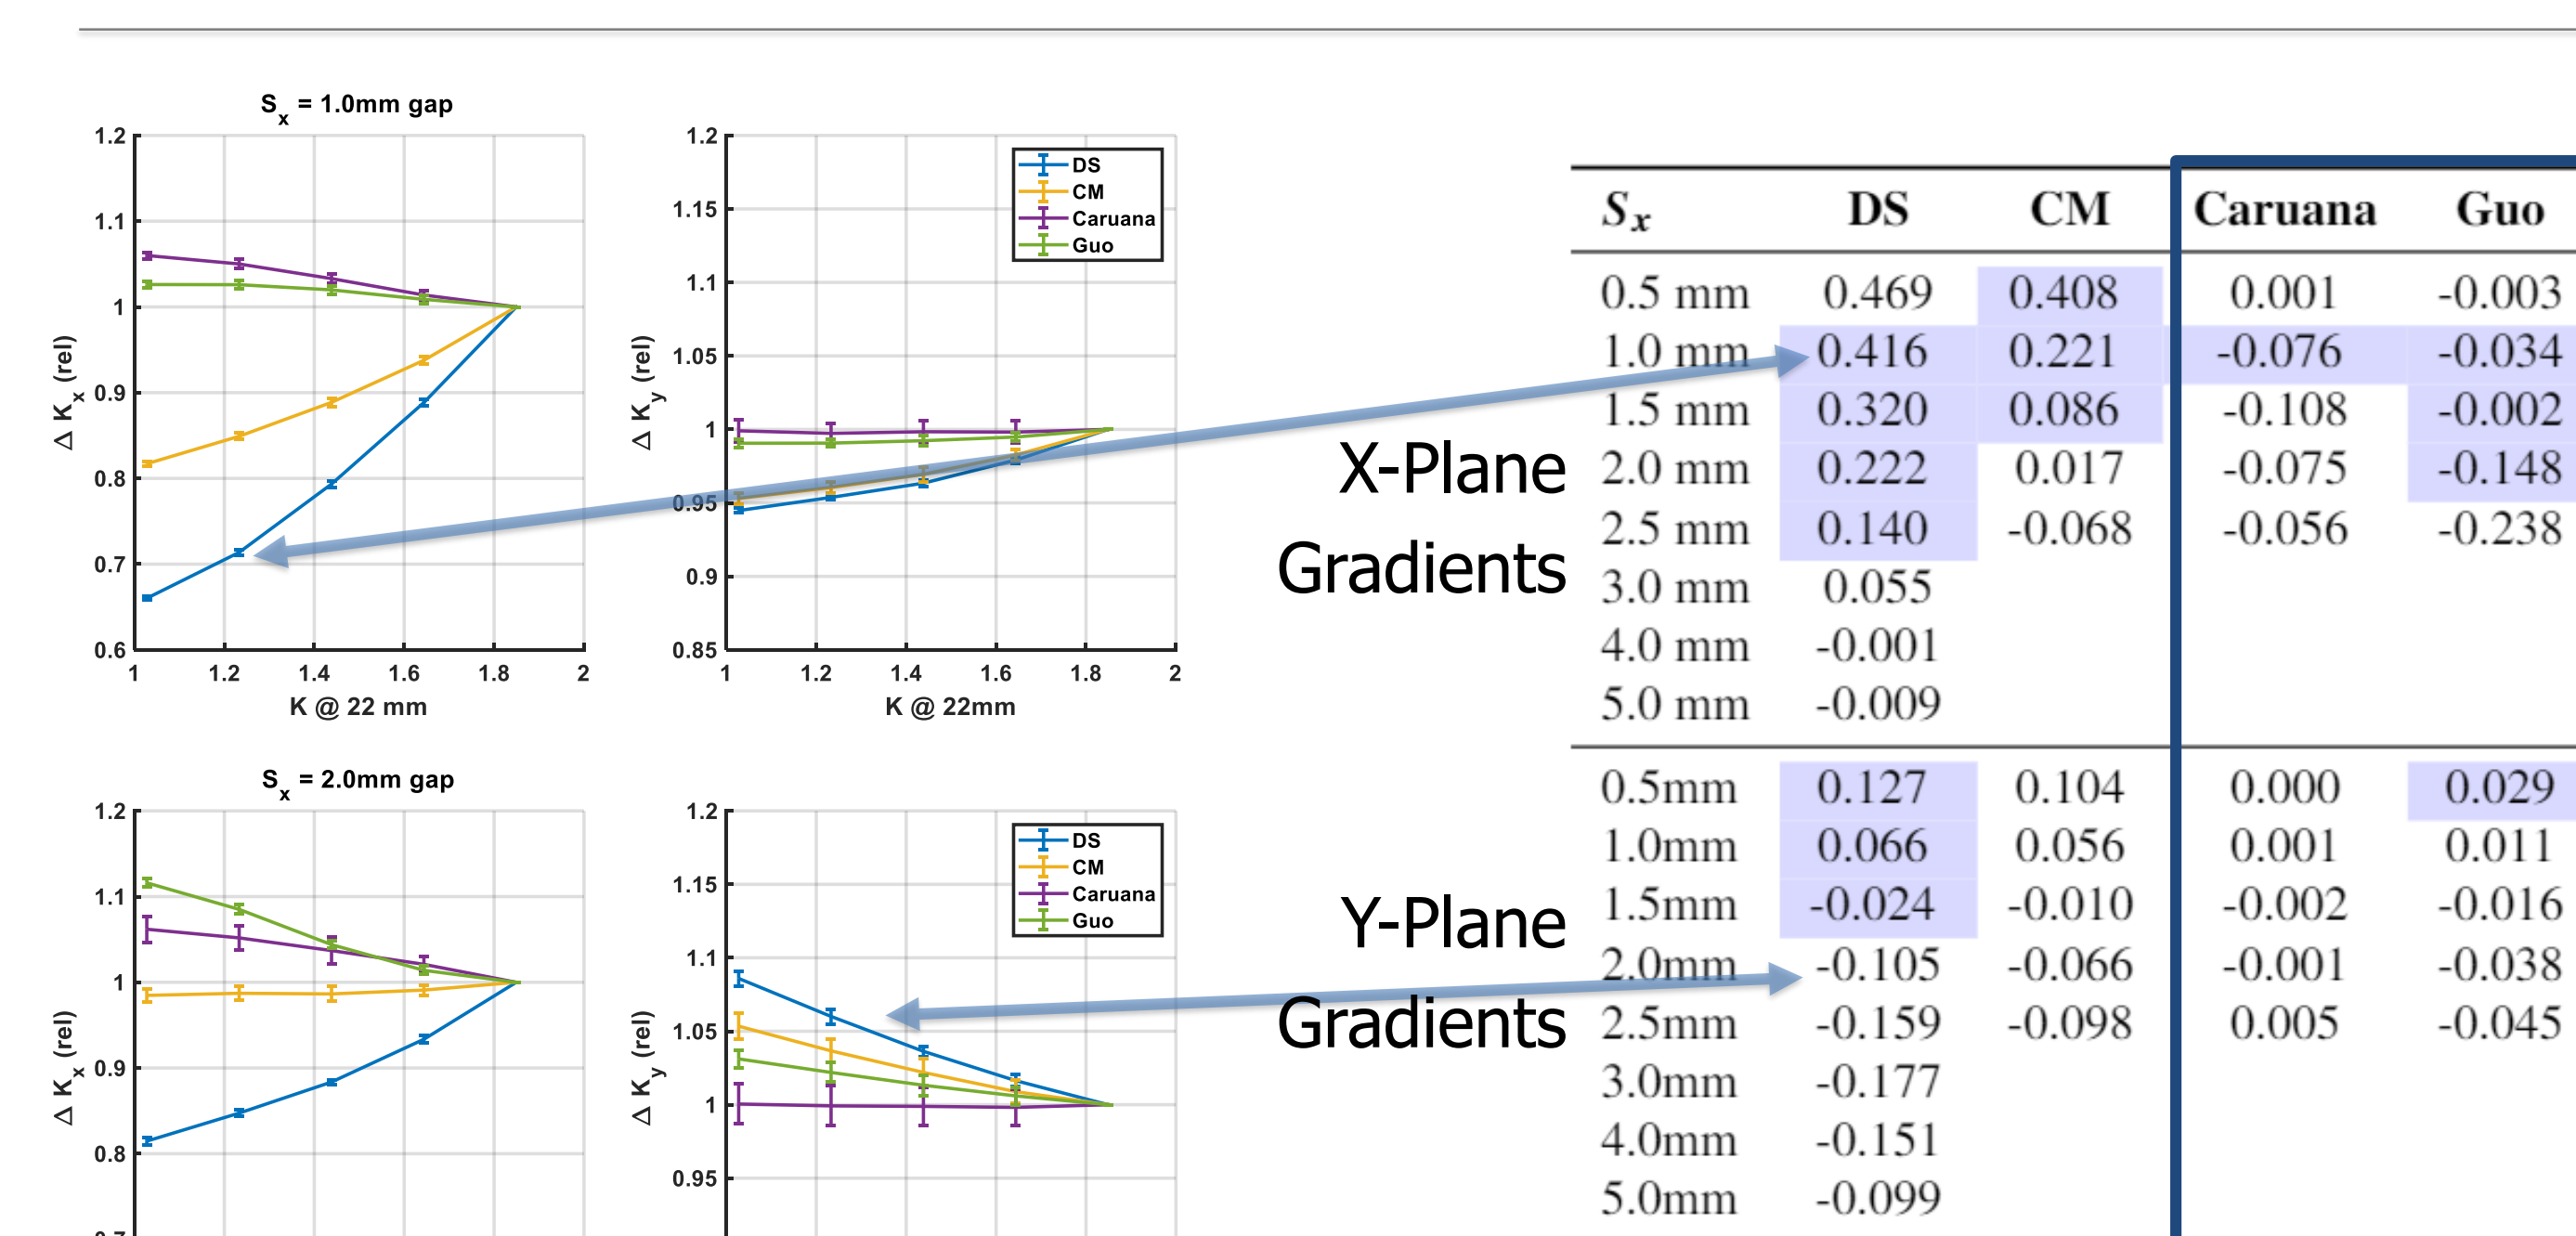 S_x = 1.0mm gap
1.2
1.1
1
0.9
0.8
0.7
0.6
Δ K_x (rel)
1 1.2 1.4 1.6 1.8 2
K @ 22 mm
1.2
1.15
1.1
1.05
1
0.95
0.9
0.85
Δ K_y (rel)
DS
CM
Caruana
Guo
1 1.2 1.4 1.6 1.8 2
K @ 22mm
S_x = 2.0mm gap
1.2
1.1
1
0.9
0.8
Δ K_x (rel)
1.2
1.15
1.1
1.05
1
0.95
Δ K_y (rel)
DS
CM
Caruana
Guo
X-Plane
Gradients
Y-Plane
Gradients
S_x DS CM Caruana Guo
0.5 mm 0.469 0.408 0.001 -0.003
1.0 mm 0.416 0.221 -0.076 -0.034
1.5 mm 0.320 0.086 -0.108 -0.002
2.0 mm 0.222 0.017 -0.075 -0.148
2.5 mm 0.140 -0.068 -0.056 -0.238
3.0 mm 0.055
4.0 mm -0.001
5.0 mm -0.009
0.5mm 0.127 0.104 0.000 0.029
1.0mm 0.066 0.056 0.001 0.011
1.5mm -0.024 -0.010 -0.002 -0.016
2.0mm -0.105 -0.066 -0.001 -0.038
2.5mm -0.159 -0.098 0.005 -0.045
3.0mm -0.177
4.0mm -0.151
5.0mm -0.099